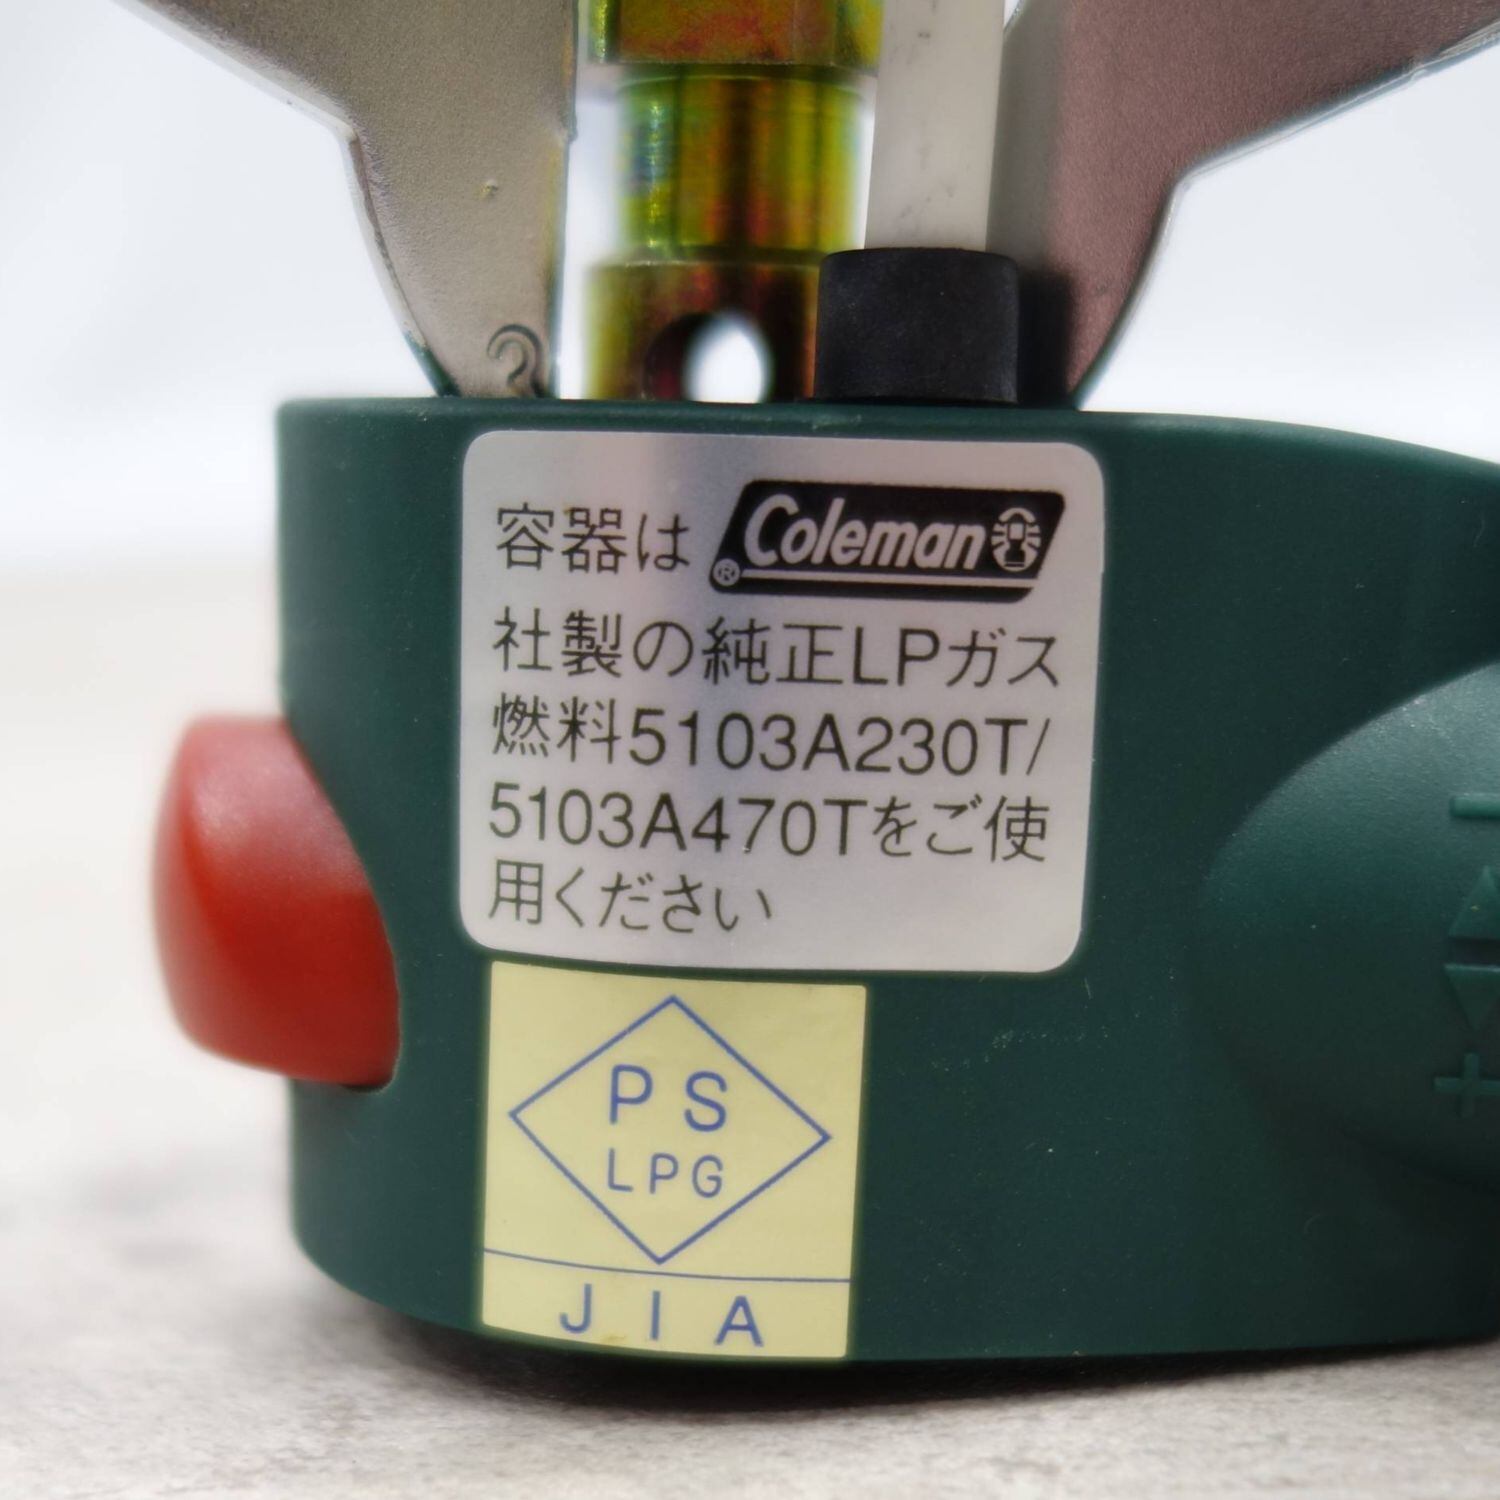 容器は Coleman®
社製の純正LPガス
燃料5103A230T/
5103A470Tをご使
用ください
PS
LPG
JIA